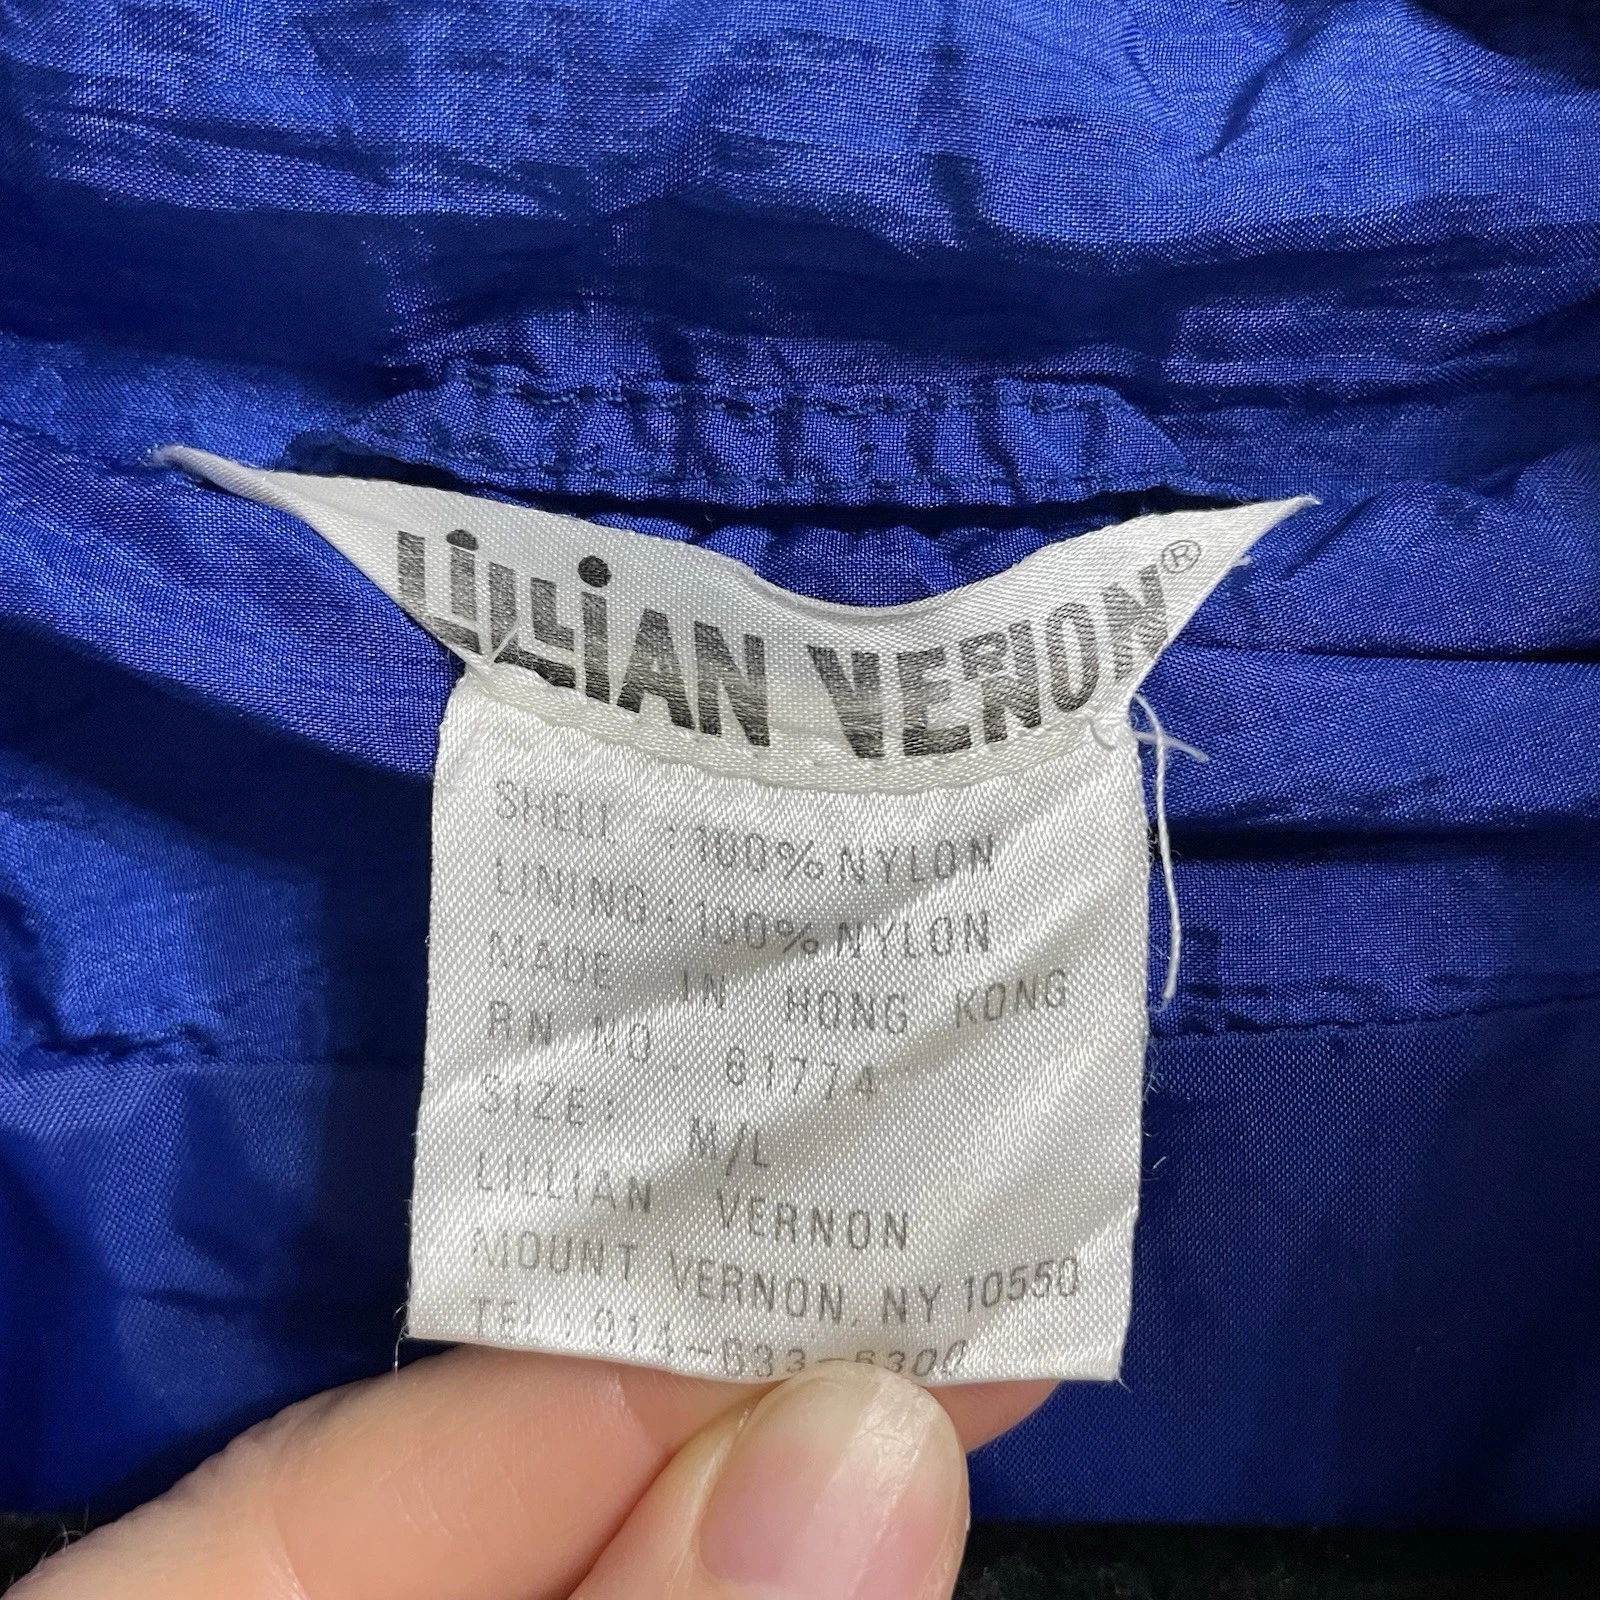 LILLIAN VERNON®
SHELL : 100% NYLON
LINING : 100% NYLON
MADE IN HONG KONG
RN NO. 61774
SIZE: M/L
LILLIAN VERNON
MOUNT VERNON, NY 10550
TEL : 914-633-6300